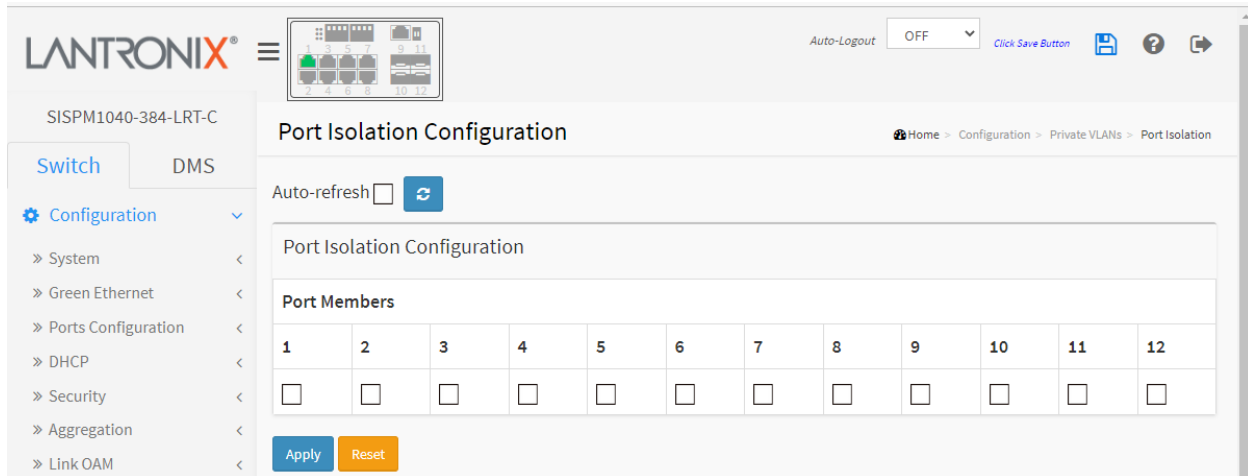 LANTRONIX®
1 3 5 7 9 11
2 4 6 8 10 12
Auto-Logout OFF Click Save Button
SISPM1040-384-LRT-C
Port Isolation Configuration
Home > Configuration > Private VLANs > Port Isolation
Switch DMS
Auto-refresh
Configuration
» System
» Green Ethernet
» Ports Configuration
» DHCP
» Security
» Aggregation
» Link OAM
Port Isolation Configuration
Port Members
1 2 3 4 5 6 7 8 9 10 11 12
Apply Reset